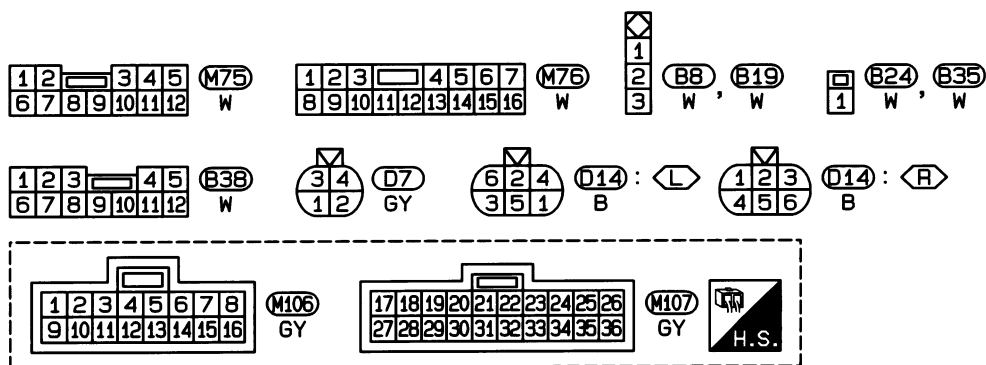 1 2 3 4 5 M75
6 7 8 9 10 11 12 W
1 2 3 4 5 6 7 M76
8 9 10 11 12 13 14 15 16 W
1
2 B8 , B19
3 W W
B24 , B35
1 W W
1 2 3 4 5 B38
6 7 8 9 10 11 12 W
3 4 D7
1 2 GY
6 2 4 D14 : L
3 5 1 B
1 2 3 D14 : R
4 5 6 B
1 2 3 4 5 6 7 8 M106
9 10 11 12 13 14 15 16 GY
17 18 19 20 21 22 23 24 25 26 M107
27 28 29 30 31 32 33 34 35 36 GY
H.S.